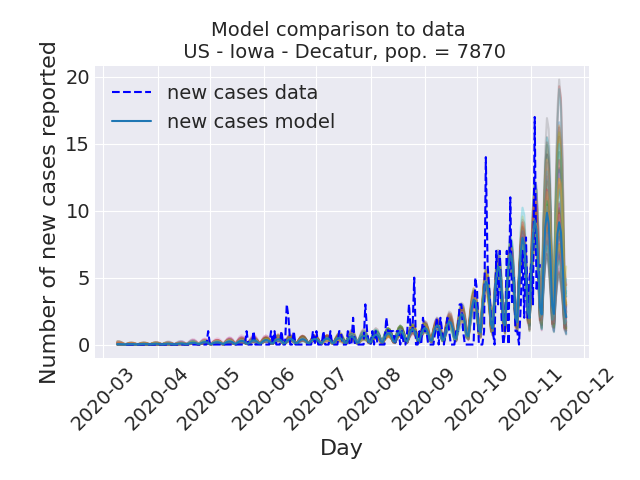 Model comparison to data
US - Iowa - Decatur, pop. = 7870
Number of new cases reported
20
15
10
5
0
new cases data
new cases model
2020-03
2020-04
2020-05
2020-06
2020-07
2020-08
2020-09
2020-10
2020-11
2020-12
Day